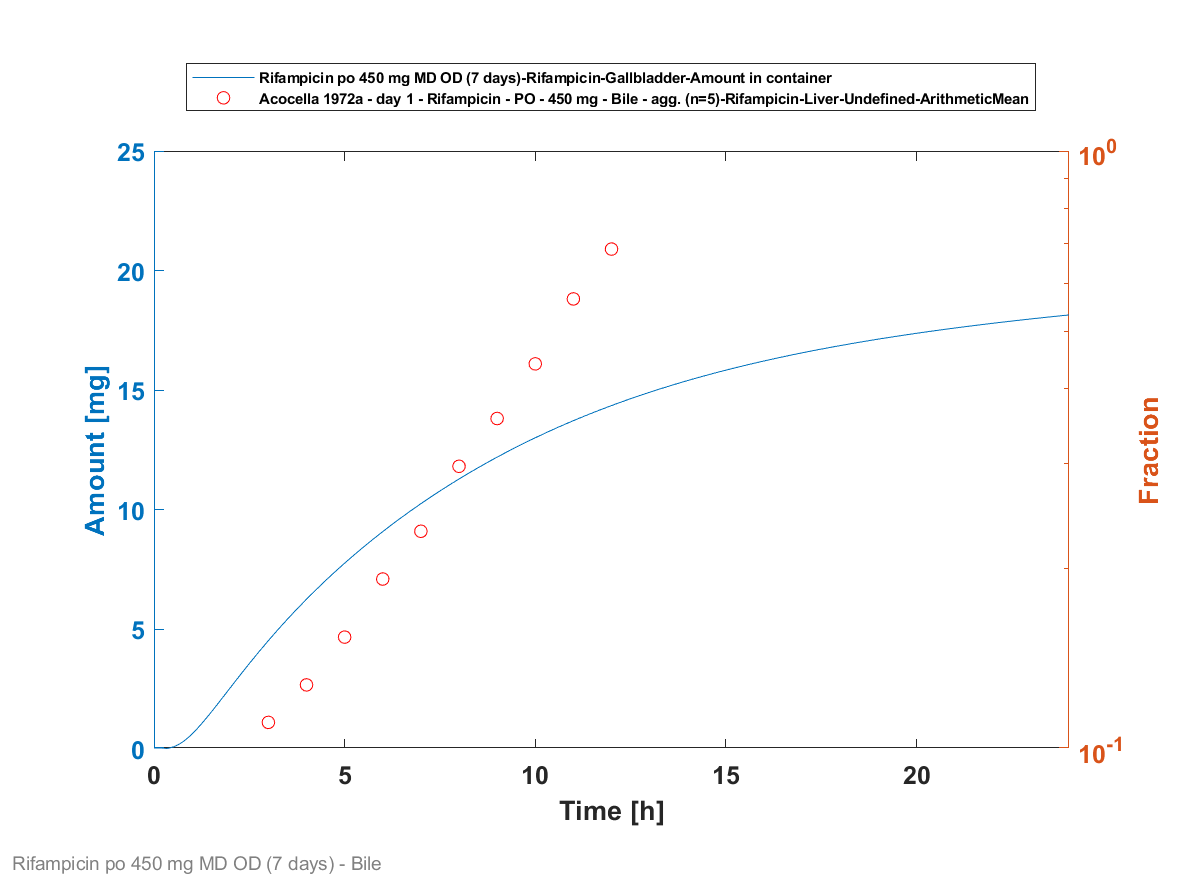 Rifampicin po 450 mg MD OD (7 days)-Rifampicin-Gallbladder-Amount in container
Acocella 1972a - day 1 - Rifampicin - PO - 450 mg - Bile - agg. (n=5)-Rifampicin-Liver-Undefined-ArithmeticMean
25
20
15
10
5
0
Amount [mg]
10^0
10^-1
Fraction
0
5
10
15
20
Time [h]
Rifampicin po 450 mg MD OD (7 days) - Bile